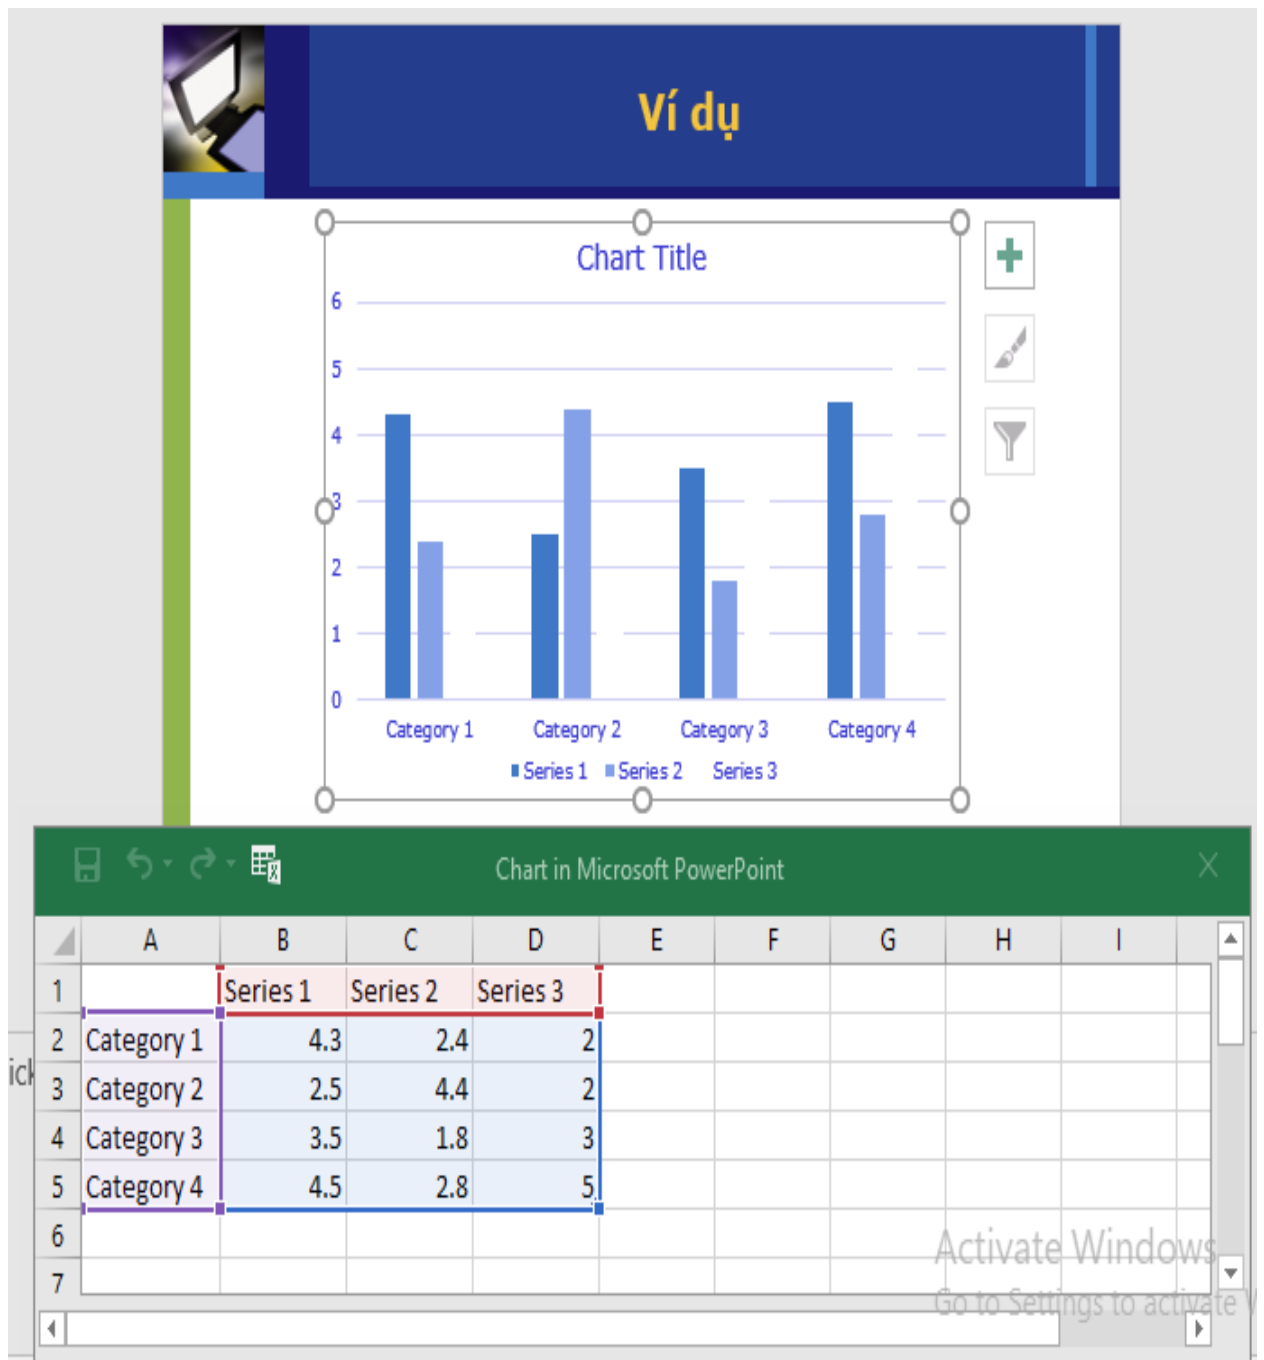 Ví dụ
Chart Title
6
5
4
3
2
1
0
Category 1 Category 2 Category 3 Category 4
Series 1 Series 2 Series 3
Chart in Microsoft PowerPoint
A B C D E F G H I
1 Series 1 Series 2 Series 3
2 Category 1 4.3 2.4 2
ick
3 Category 2 2.5 4.4 2
4 Category 3 3.5 1.8 3
5 Category 4 4.5 2.8 5
6
Activate Windows
7
Go to Settings to activate W